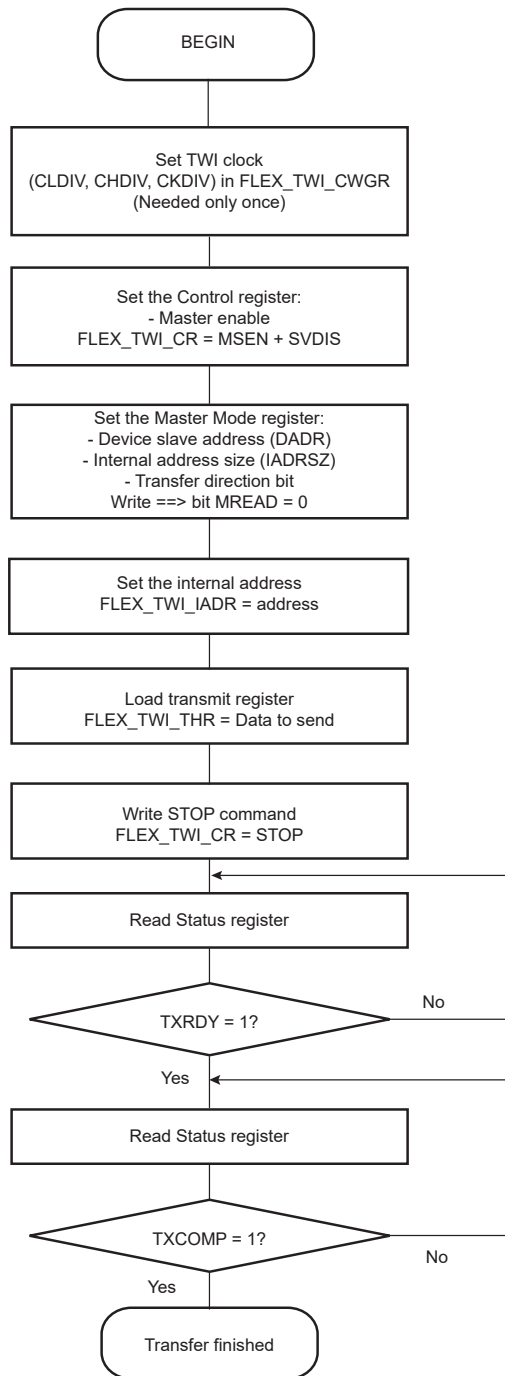 BEGIN
Set TWI clock
(CLDIV, CHDIV, CKDIV) in FLEX_TWI_CWGR
(Needed only once)
Set the Control register:
- Master enable
FLEX_TWI_CR = MSEN + SVDIS
Set the Master Mode register:
- Device slave address (DADR)
- Internal address size (IADRSZ)
- Transfer direction bit
Write ==> bit MREAD = 0
Set the internal address
FLEX_TWI_IADR = address
Load transmit register
FLEX_TWI_THR = Data to send
Write STOP command
FLEX_TWI_CR = STOP
Read Status register
TXRDY = 1?
No
Yes
Read Status register
TXCOMP = 1?
No
Yes
Transfer finished